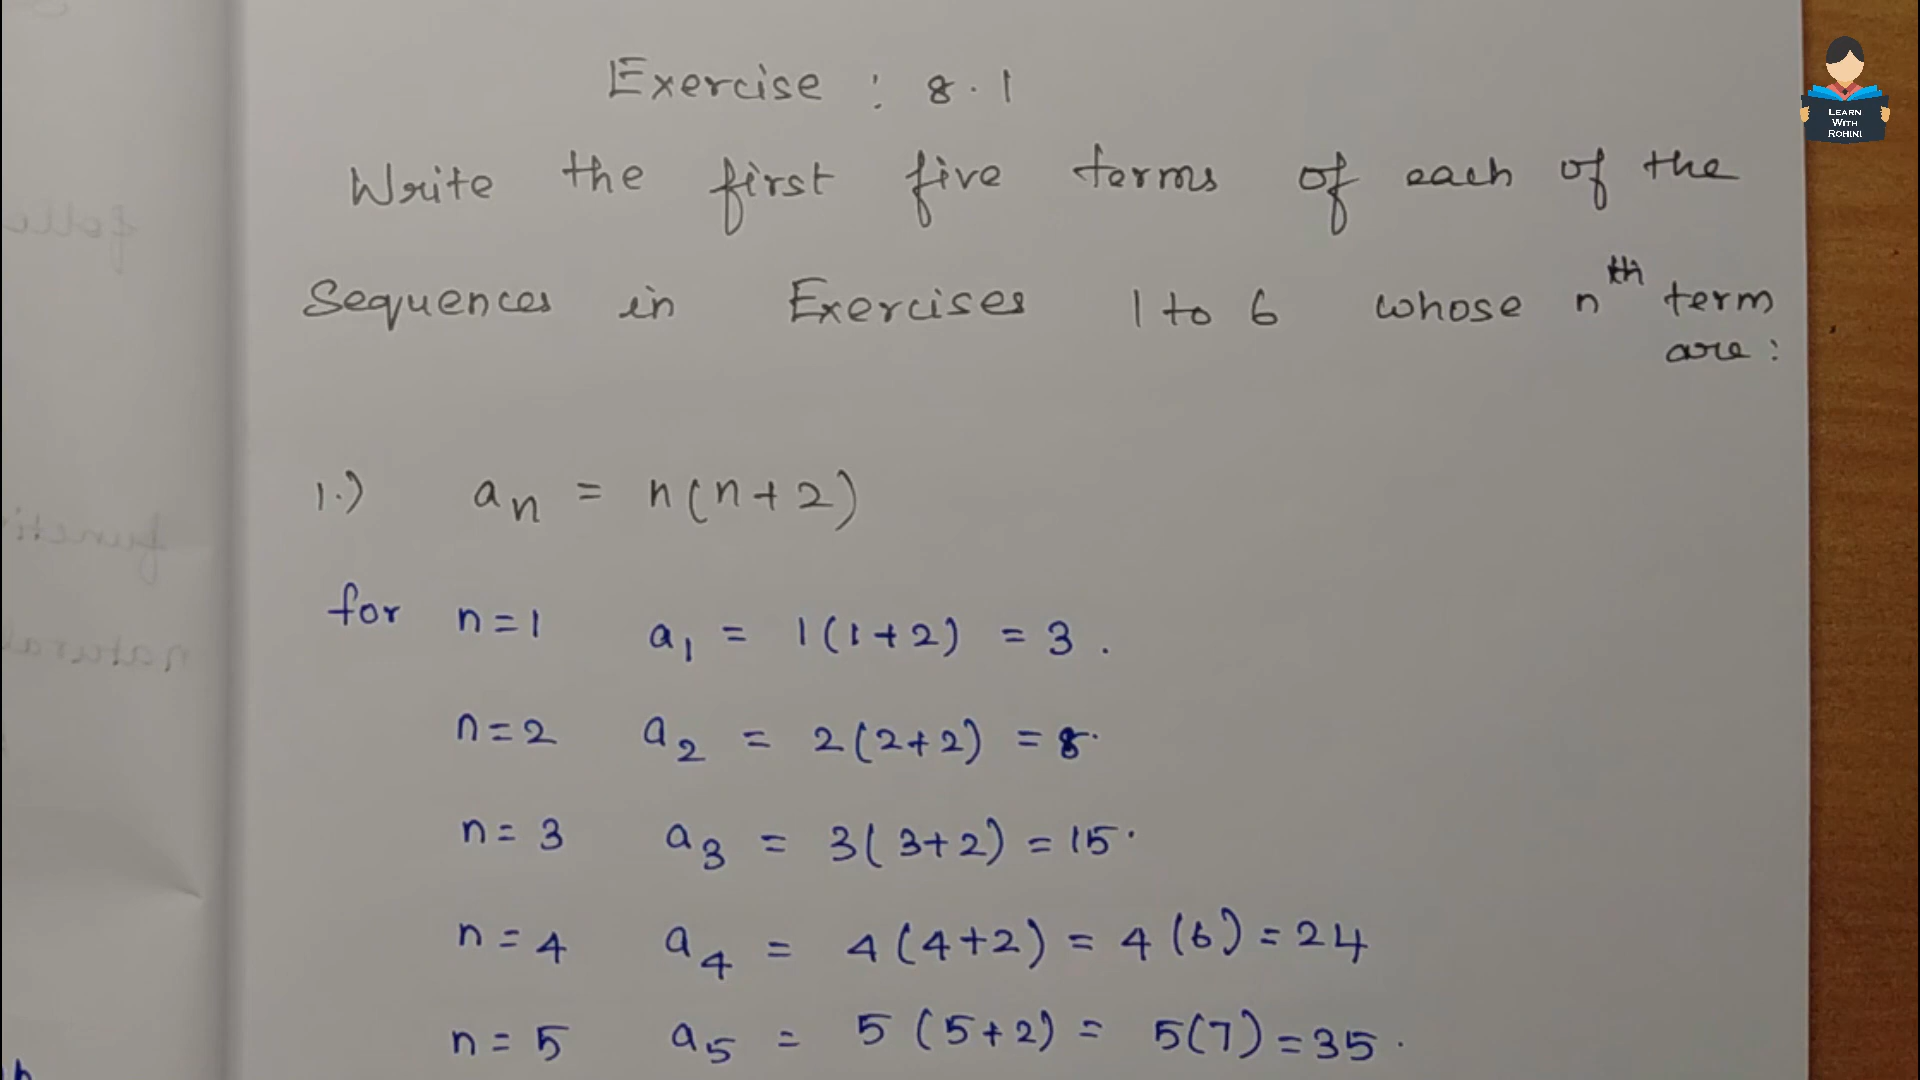 Exercise : 8.1
LEARN
WITH
ROHINI
Write the first five terms of each of the
Sequences in Exercises 1 to 6 whose nth term
are:
1.) an = n(n+2)
for n=1 a1 = 1(1+2) = 3.
n=2 a2 = 2(2+2) = 8.
n=3 a3 = 3(3+2) = 15.
n=4 a4 = 4(4+2) = 4(6) = 24
n=5 a5 = 5(5+2) = 5(7) = 35.